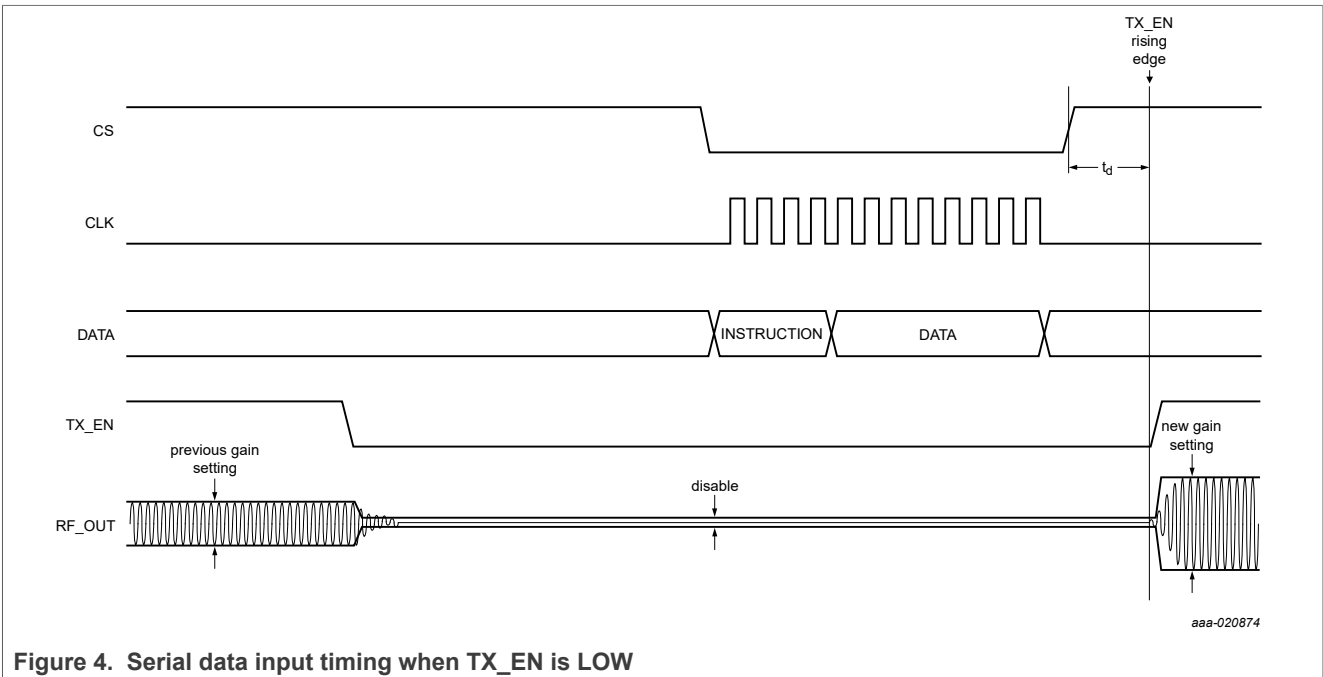 TX_EN
rising
edge
CS
td
CLK
DATA
INSTRUCTION
DATA
TX_EN
previous gain
setting
new gain
setting
disable
RF_OUT
aaa-020874
Figure 4. Serial data input timing when TX_EN is LOW